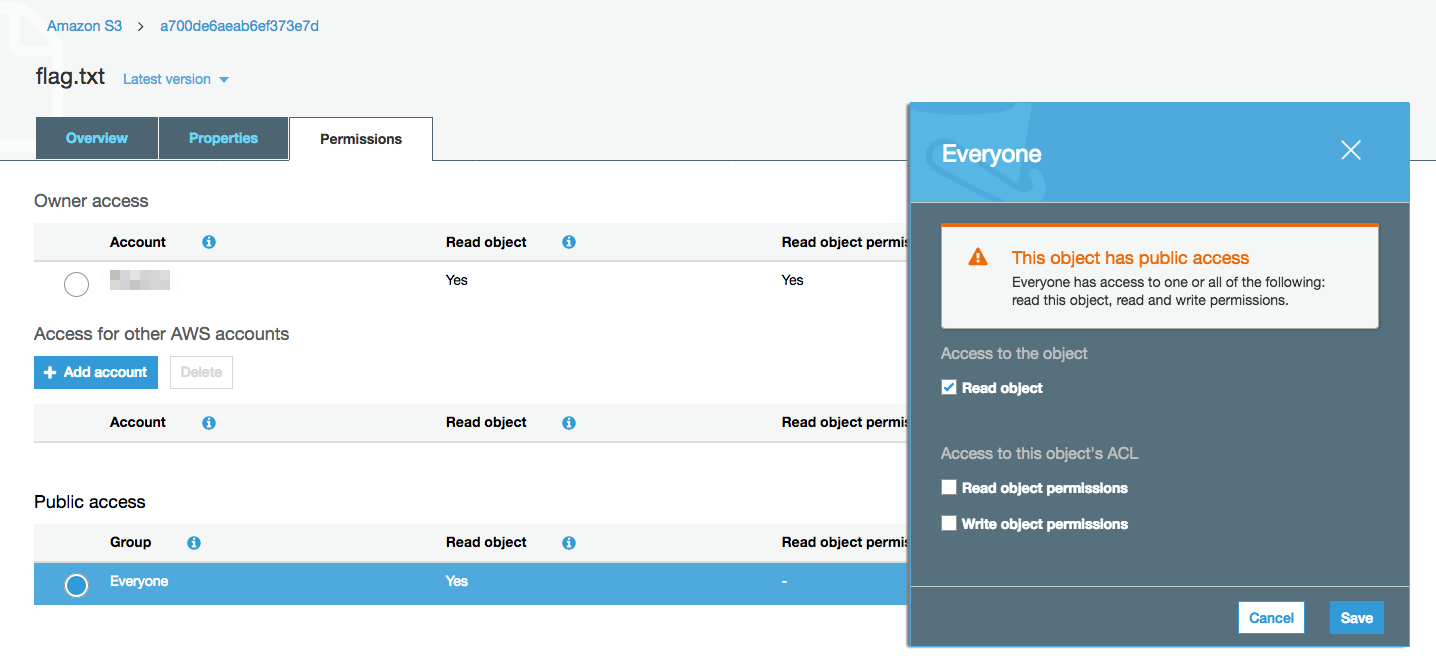 Amazon S3 > a700de6aeab6ef373e7d
flag.txt Latest version
Overview Properties Permissions
Owner access
Account Read object Read object permis
Yes Yes
Access for other AWS accounts
Add account Delete
Account Read object Read object permis
Public access
Group Read object Read object permis
Everyone Yes -
Everyone
This object has public access
Everyone has access to one or all of the following:
read this object, read and write permissions.
Access to the object
Read object
Access to this object's ACL
Read object permissions
Write object permissions
Cancel Save